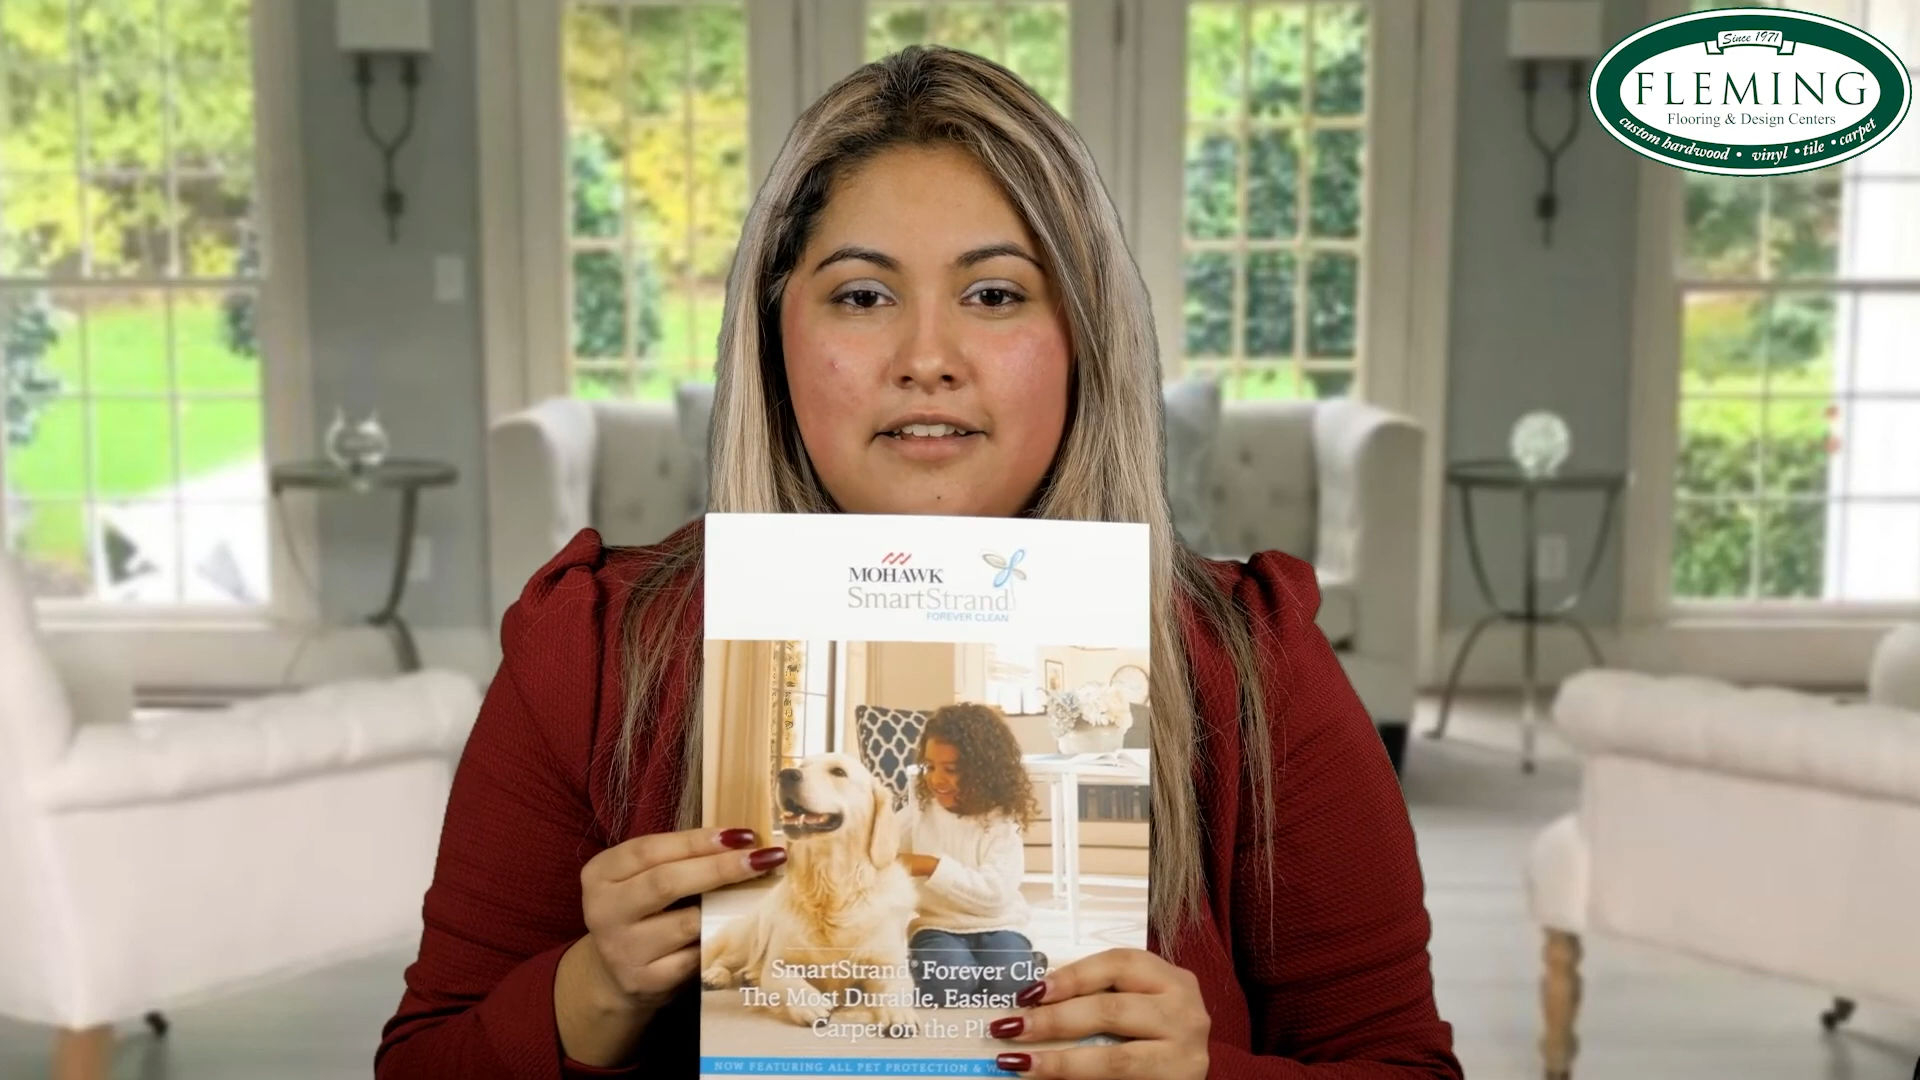 Since 1971
FLEMING
Flooring & Design Centers
custom hardwood • vinyl • tile • carpet
MOHAWK
SmartStrand
FOREVER CLEAN
SmartStrand® Forever Clea
The Most Durable, Easiest
Carpet on the Pla
NOW FEATURING ALL PET PROTECTION & W